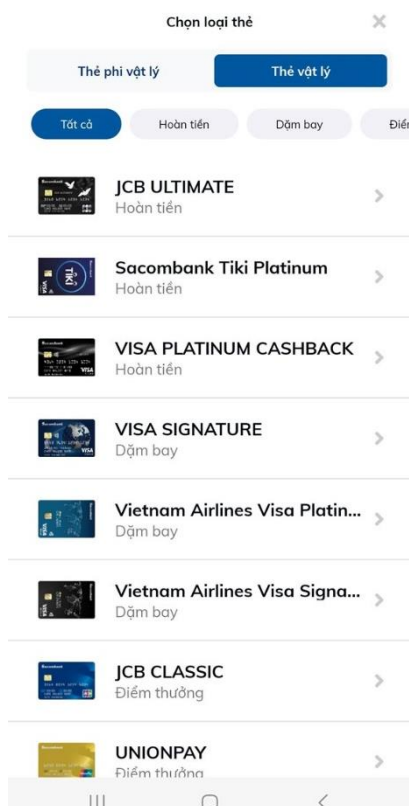 Chọn loại thẻ
Thẻ phi vật lý Thẻ vật lý
Tất cả Hoàn tiền Dặm bay Điểm
JCB ULTIMATE
Hoàn tiền
Sacombank Tiki Platinum
Hoàn tiền
VISA PLATINUM CASHBACK
Hoàn tiền
VISA SIGNATURE
Dặm bay
Vietnam Airlines Visa Platin...
Dặm bay
Vietnam Airlines Visa Signa...
Dặm bay
JCB CLASSIC
Điểm thưởng
UNIONPAY
Điểm thưởng